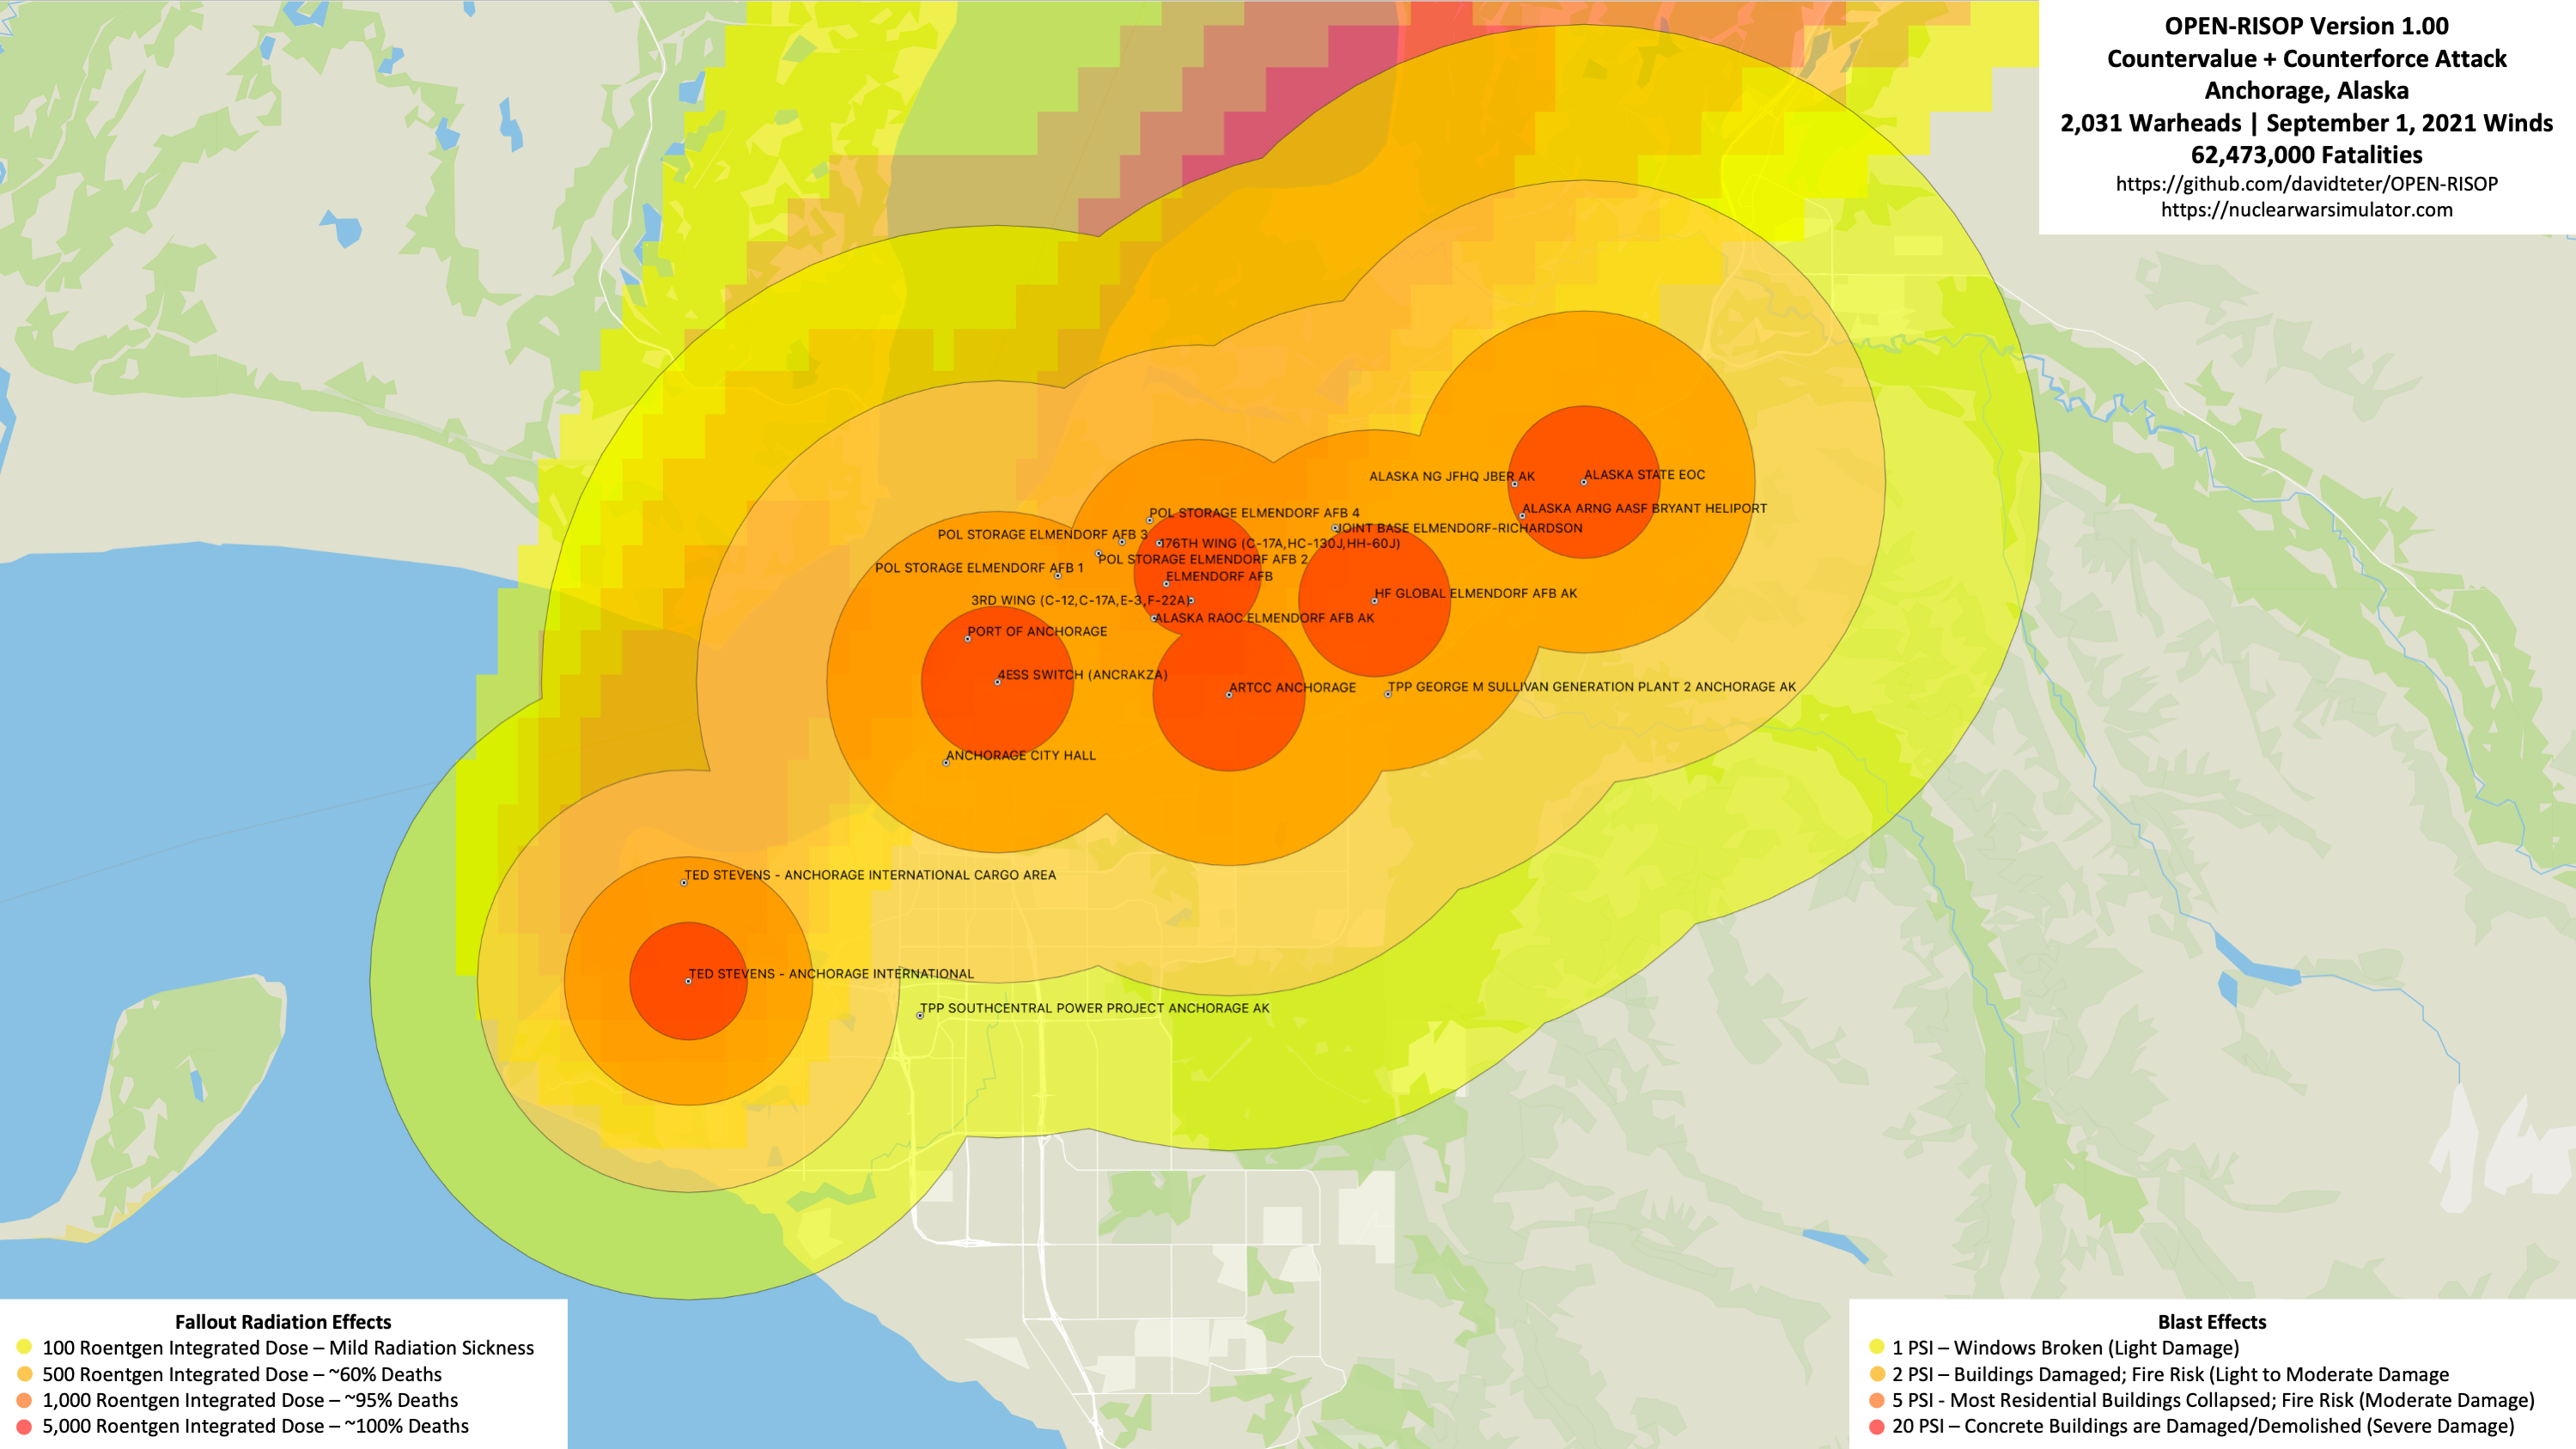 OPEN-RISOP Version 1.00
Countervalue + Counterforce Attack
Anchorage, Alaska
2,031 Warheads | September 1, 2021 Winds
62,473,000 Fatalities
https://github.com/davidteter/OPEN-RISOP
https://nuclearwarsimulator.com
ALASKA NG JFHQ JBER AK
ALASKA STATE EOC
ALASKA ARNG AASF BRYANT HELIPORT
POL STORAGE ELMENDORF AFB 4
JOINT BASE ELMENDORF-RICHARDSON
POL STORAGE ELMENDORF AFB 3
176TH WING (C-17A,HC-130J,HH-60J)
POL STORAGE ELMENDORF AFB 2
POL STORAGE ELMENDORF AFB 1
ELMENDORF AFB
HF GLOBAL ELMENDORF AFB AK
3RD WING (C-12,C-17A,E-3,F-22A)
ALASKA RAOC ELMENDORF AFB AK
PORT OF ANCHORAGE
4ESS SWITCH (ANCRAKZA)
ARTCC ANCHORAGE
TPP GEORGE M SULLIVAN GENERATION PLANT 2 ANCHORAGE AK
ANCHORAGE CITY HALL
TED STEVENS - ANCHORAGE INTERNATIONAL CARGO AREA
TED STEVENS - ANCHORAGE INTERNATIONAL
TPP SOUTHCENTRAL POWER PROJECT ANCHORAGE AK
Fallout Radiation Effects
100 Roentgen Integrated Dose – Mild Radiation Sickness
500 Roentgen Integrated Dose – ~60% Deaths
1,000 Roentgen Integrated Dose – ~95% Deaths
5,000 Roentgen Integrated Dose – ~100% Deaths
Blast Effects
1 PSI – Windows Broken (Light Damage)
2 PSI – Buildings Damaged; Fire Risk (Light to Moderate Damage
5 PSI - Most Residential Buildings Collapsed; Fire Risk (Moderate Damage)
20 PSI – Concrete Buildings are Damaged/Demolished (Severe Damage)